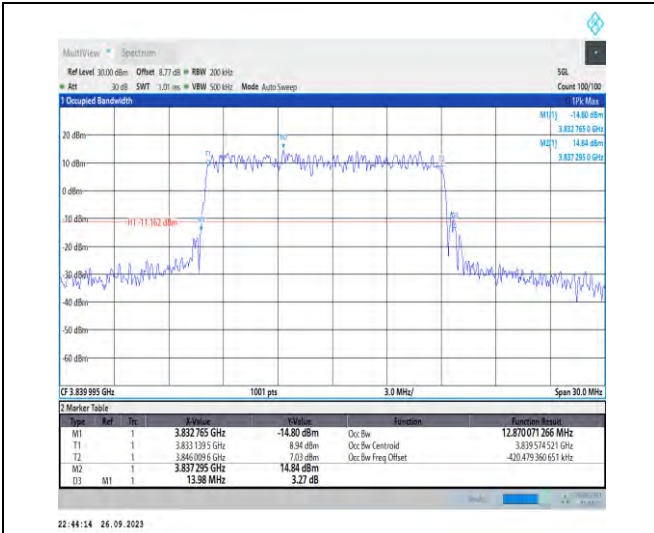 MultiView Spectrum
Ref Level 30.00 dBm Offset 8.77 dB RBW 200 kHz SGL
Att 30 dB SWT 1.01 ms VBW 500 kHz Mode Auto Sweep Count 100/100
1 Occupied Bandwidth 1Pk Max
M1[1] -14.80 dBm
3.832 765 0 GHz
M2[1] 14.84 dBm
3.837 295 0 GHz
20 dBm
10 dBm
0 dBm
-10 dBm
H1 -11.162 dBm
-20 dBm
-30 dBm
-40 dBm
-50 dBm
-60 dBm
CF 3.839 995 GHz 1001 pts 3.0 MHz/ Span 30.0 MHz
2 Marker Table
Type Ref Trc X-Value Y-Value Function Function Result
M1 1 3.832 765 GHz -14.80 dBm Occ Bw 12.870 071 266 MHz
T1 1 3.833 139 5 GHz 8.94 dBm Occ Bw Centroid 3.839 574 521 GHz
T2 1 3.846 009 6 GHz 7.03 dBm Occ Bw Freq Offset -420.479 360 651 kHz
M2 1 3.837 295 GHz 14.84 dBm
D3 M1 1 13.98 MHz 3.27 dB
22:44:14 26.09.2023